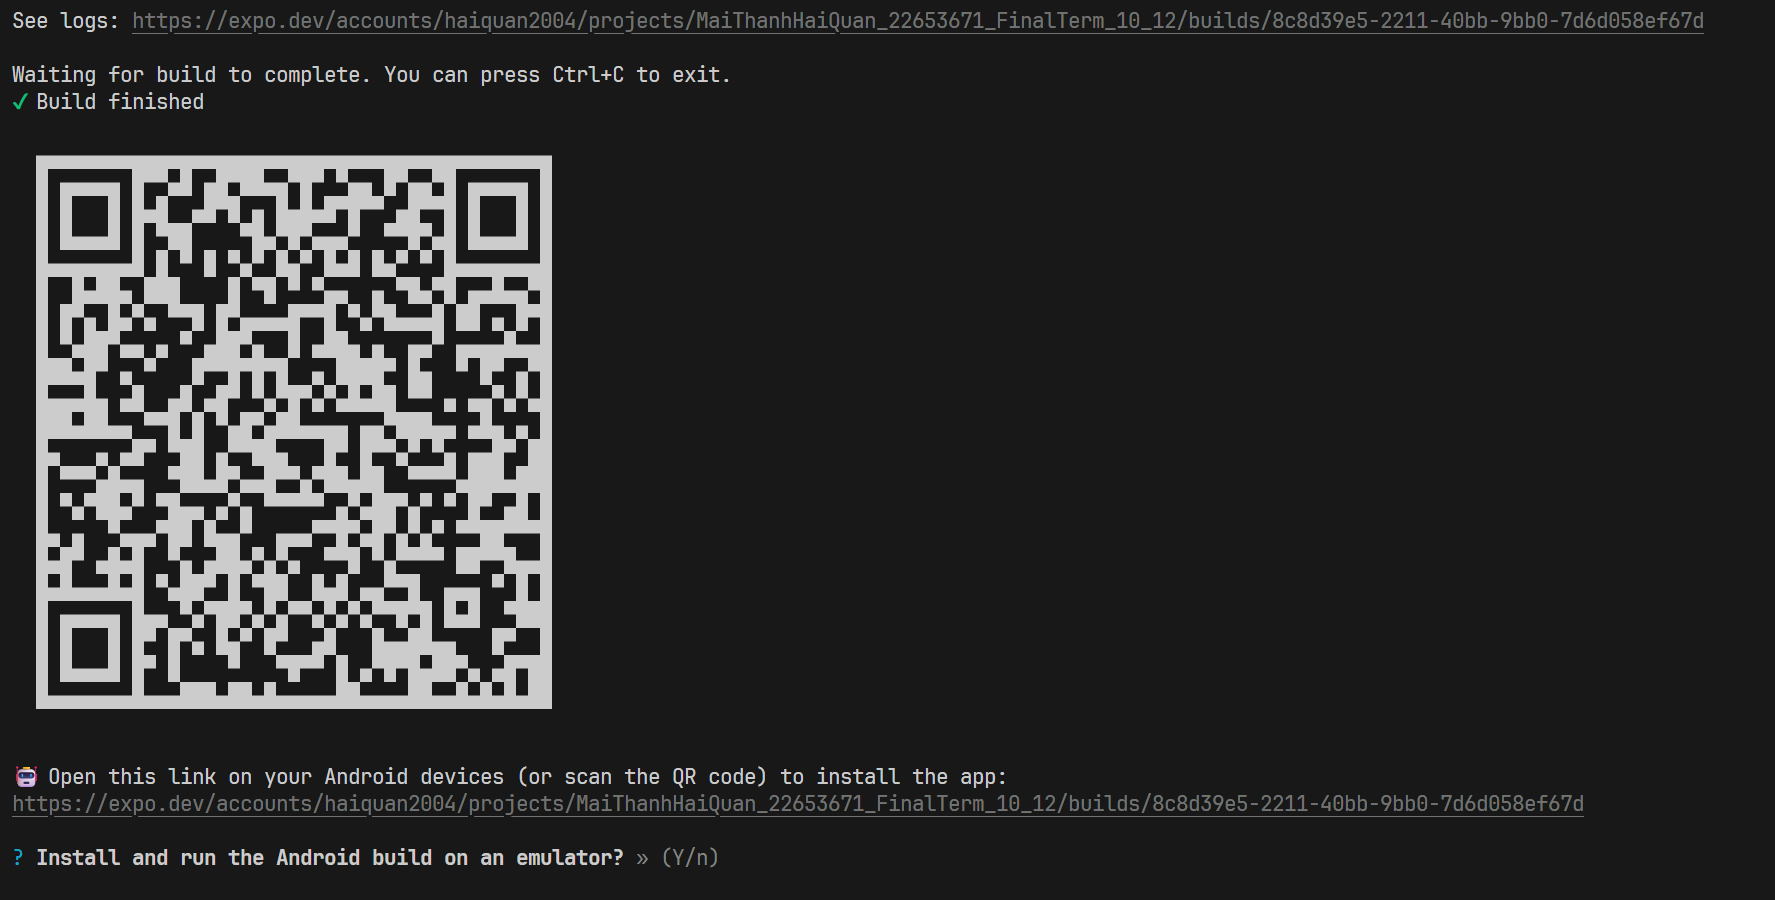 See logs: https://expo.dev/accounts/haiquan2004/projects/MaiThanhHaiQuan_22653671_FinalTerm_10_12/builds/8c8d39e5-2211-40bb-9bb0-7d6d058ef67d
Waiting for build to complete. You can press Ctrl+C to exit.
✓ Build finished
Open this link on your Android devices (or scan the QR code) to install the app:
https://expo.dev/accounts/haiquan2004/projects/MaiThanhHaiQuan_22653671_FinalTerm_10_12/builds/8c8d39e5-2211-40bb-9bb0-7d6d058ef67d
? Install and run the Android build on an emulator? » (Y/n)